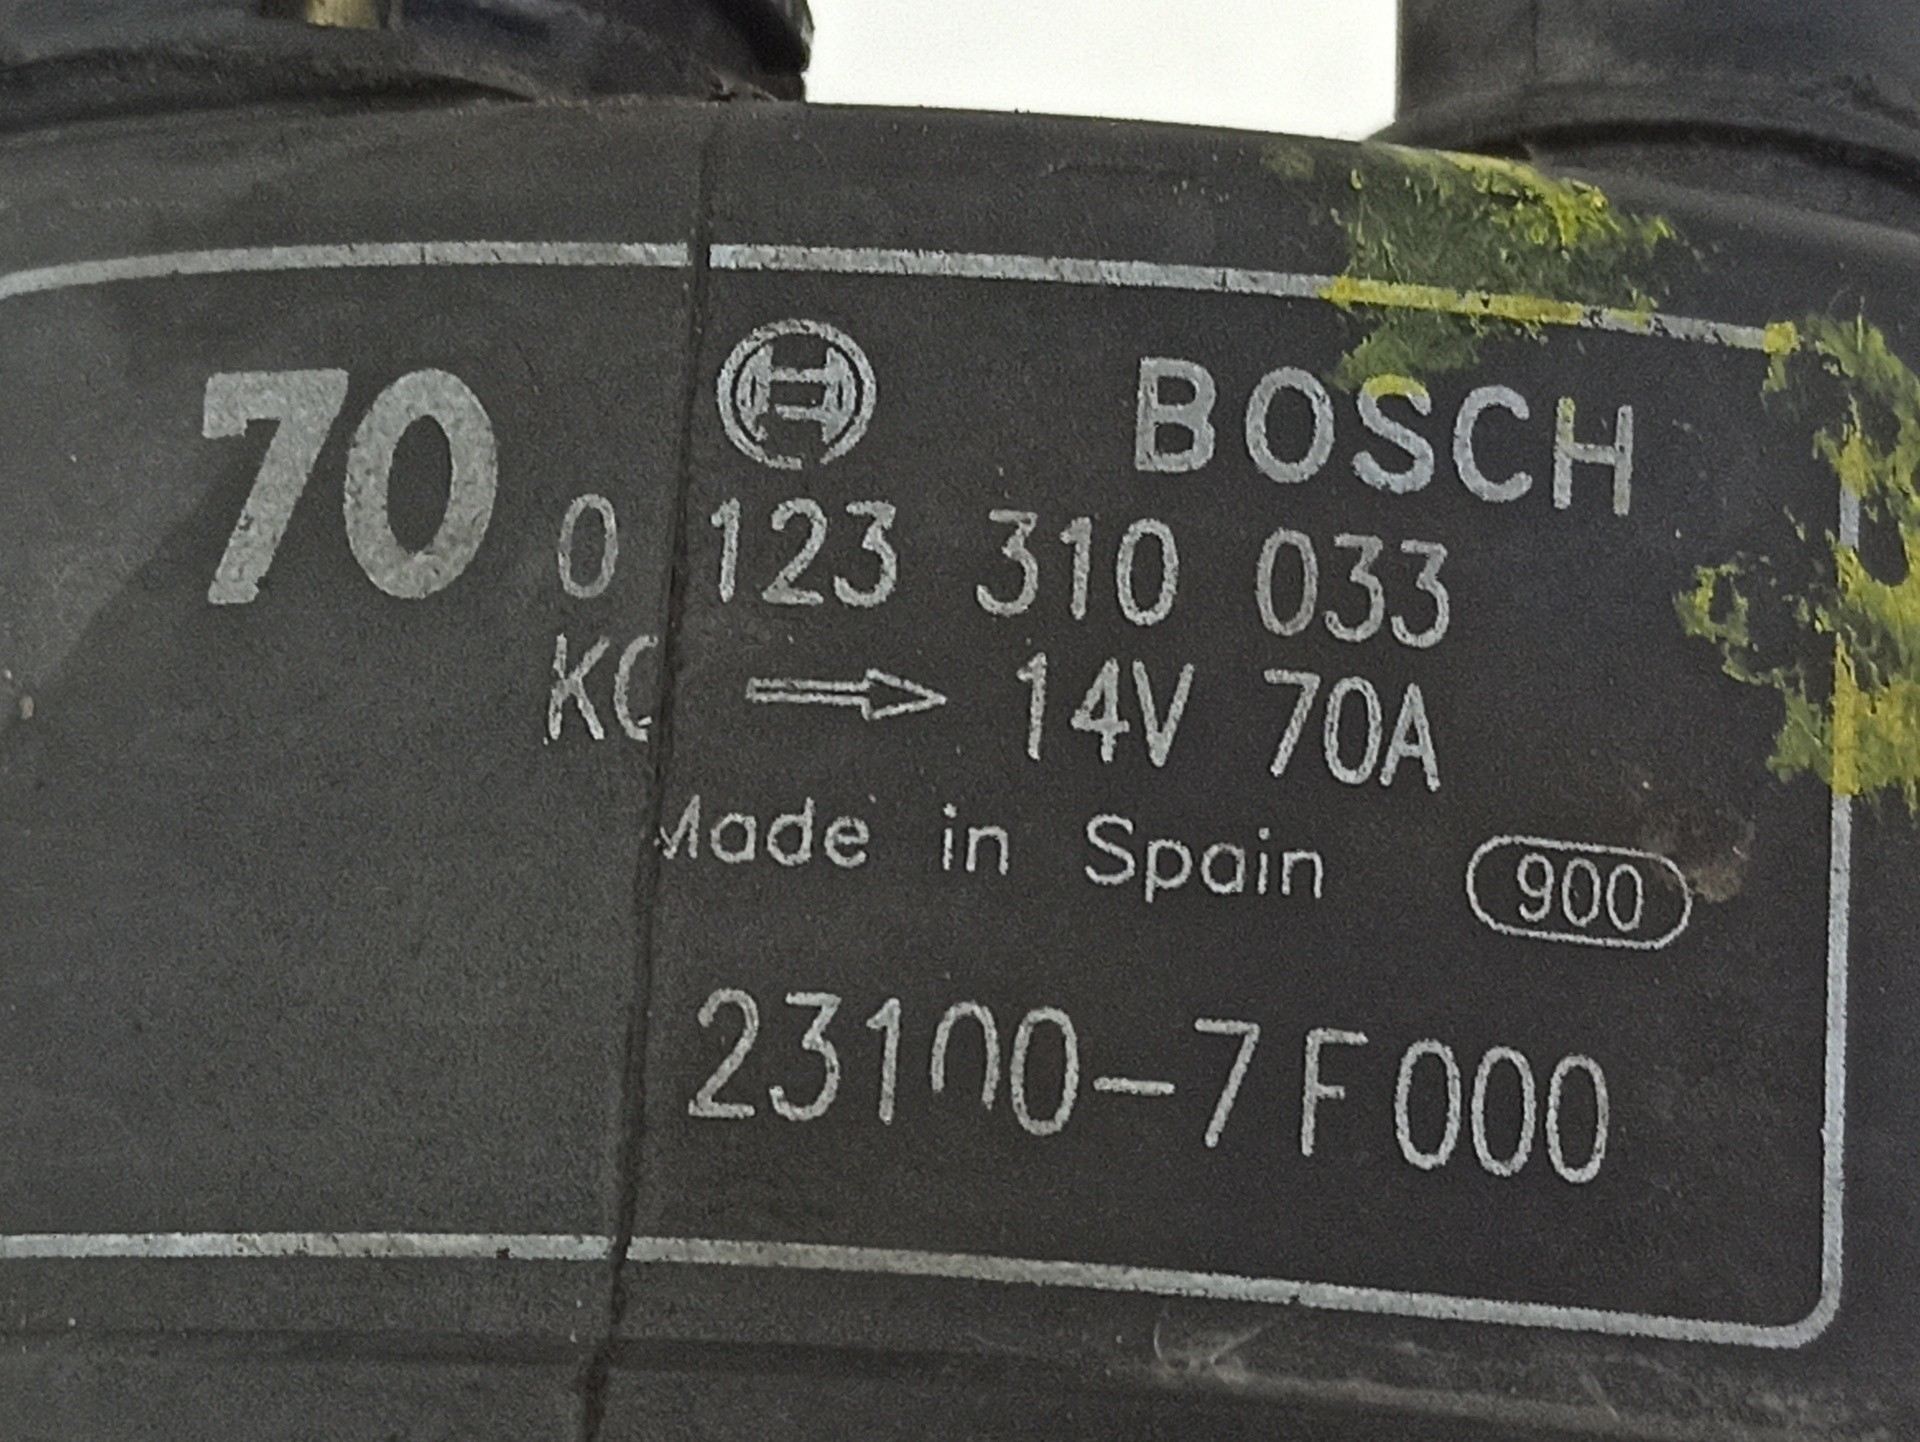 BOSCH
70
0 123 310 033
KC → 14V 70A
Made in Spain
900
23100-7F000